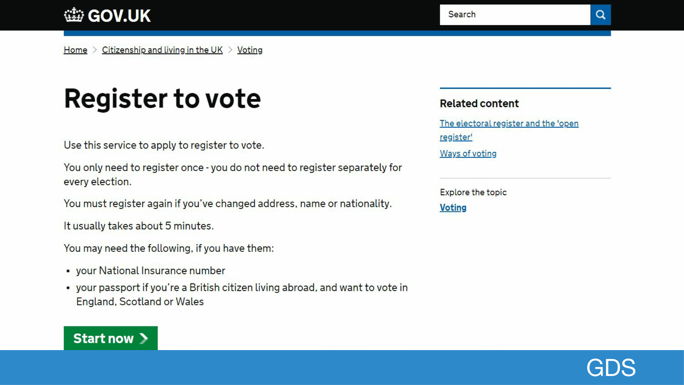 GOV.UK
Search
Home > Citizenship and living in the UK > Voting
Register to vote
Use this service to apply to register to vote.
You only need to register once - you do not need to register separately for
every election.
You must register again if you’ve changed address, name or nationality.
It usually takes about 5 minutes.
You may need the following, if you have them:
• your National Insurance number
• your passport if you’re a British citizen living abroad, and want to vote in
England, Scotland or Wales
Start now >
Related content
The electoral register and the 'open
register'
Ways of voting
Explore the topic
Voting
GDS